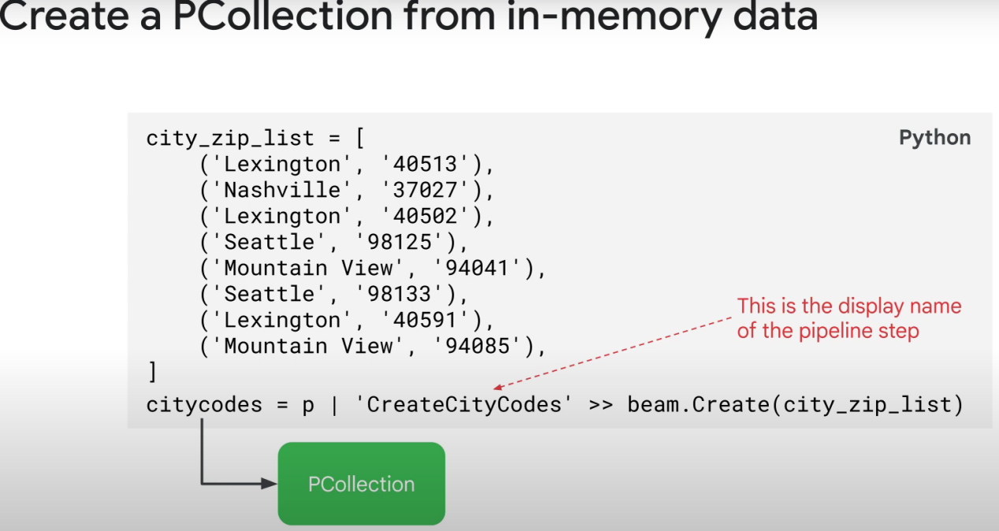 Create a PCollection from in-memory data
Python
city_zip_list = [
('Lexington', '40513'),
('Nashville', '37027'),
('Lexington', '40502'),
('Seattle', '98125'),
('Mountain View', '94041'),
('Seattle', '98133'),
('Lexington', '40591'),
('Mountain View', '94085'),
]
This is the display name
of the pipeline step
citycodes = p | 'CreateCityCodes' >> beam.Create(city_zip_list)
PCollection